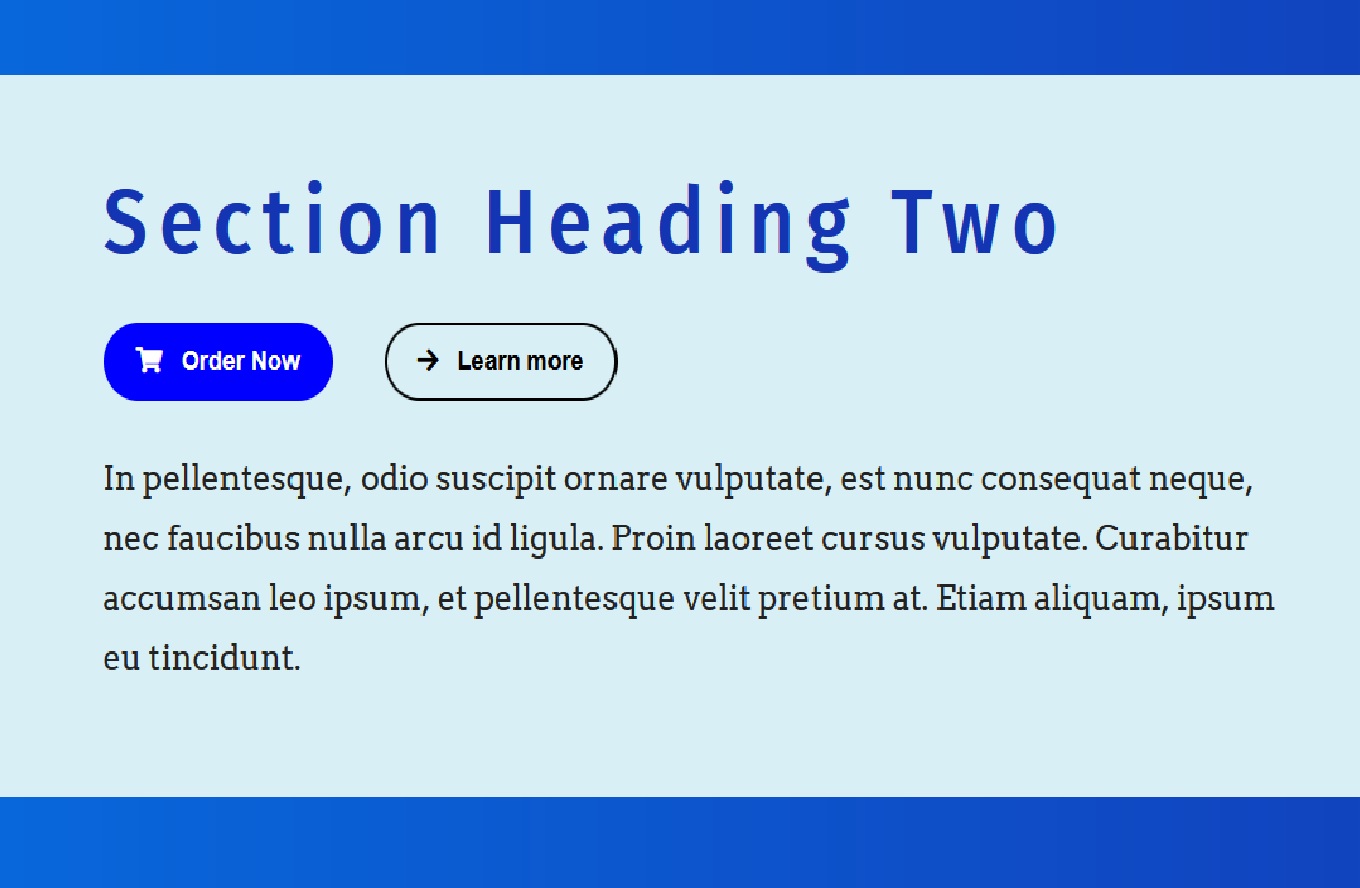 Section Heading Two
Order Now
Learn more
In pellentesque, odio suscipit ornare vulputate, est nunc consequat neque,
nec faucibus nulla arcu id ligula. Proin laoreet cursus vulputate. Curabitur
accumsan leo ipsum, et pellentesque velit pretium at. Etiam aliquam, ipsum
eu tincidunt.